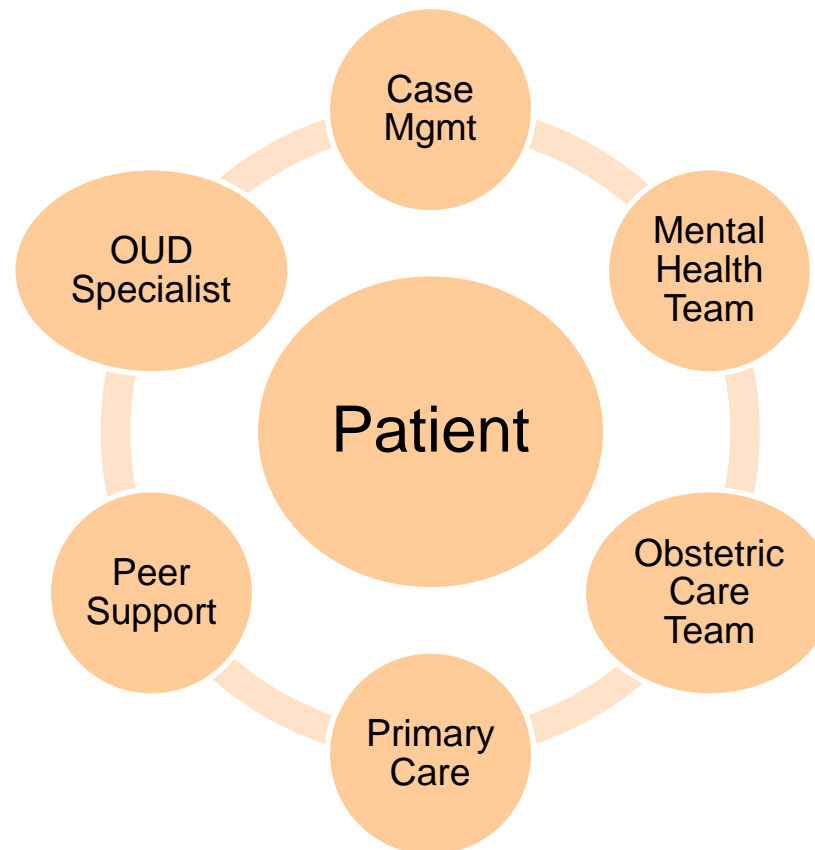 Case
Mgmt
Mental
Health
Team
Obstetric
Care
Team
Primary
Care
Peer
Support
OUD
Specialist
Patient